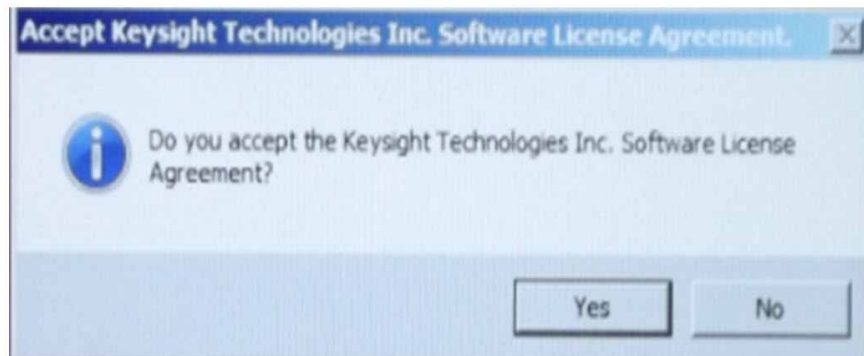 Accept Keysight Technologies Inc. Software License Agreement.
Do you accept the Keysight Technologies Inc. Software License
Agreement?
Yes
No